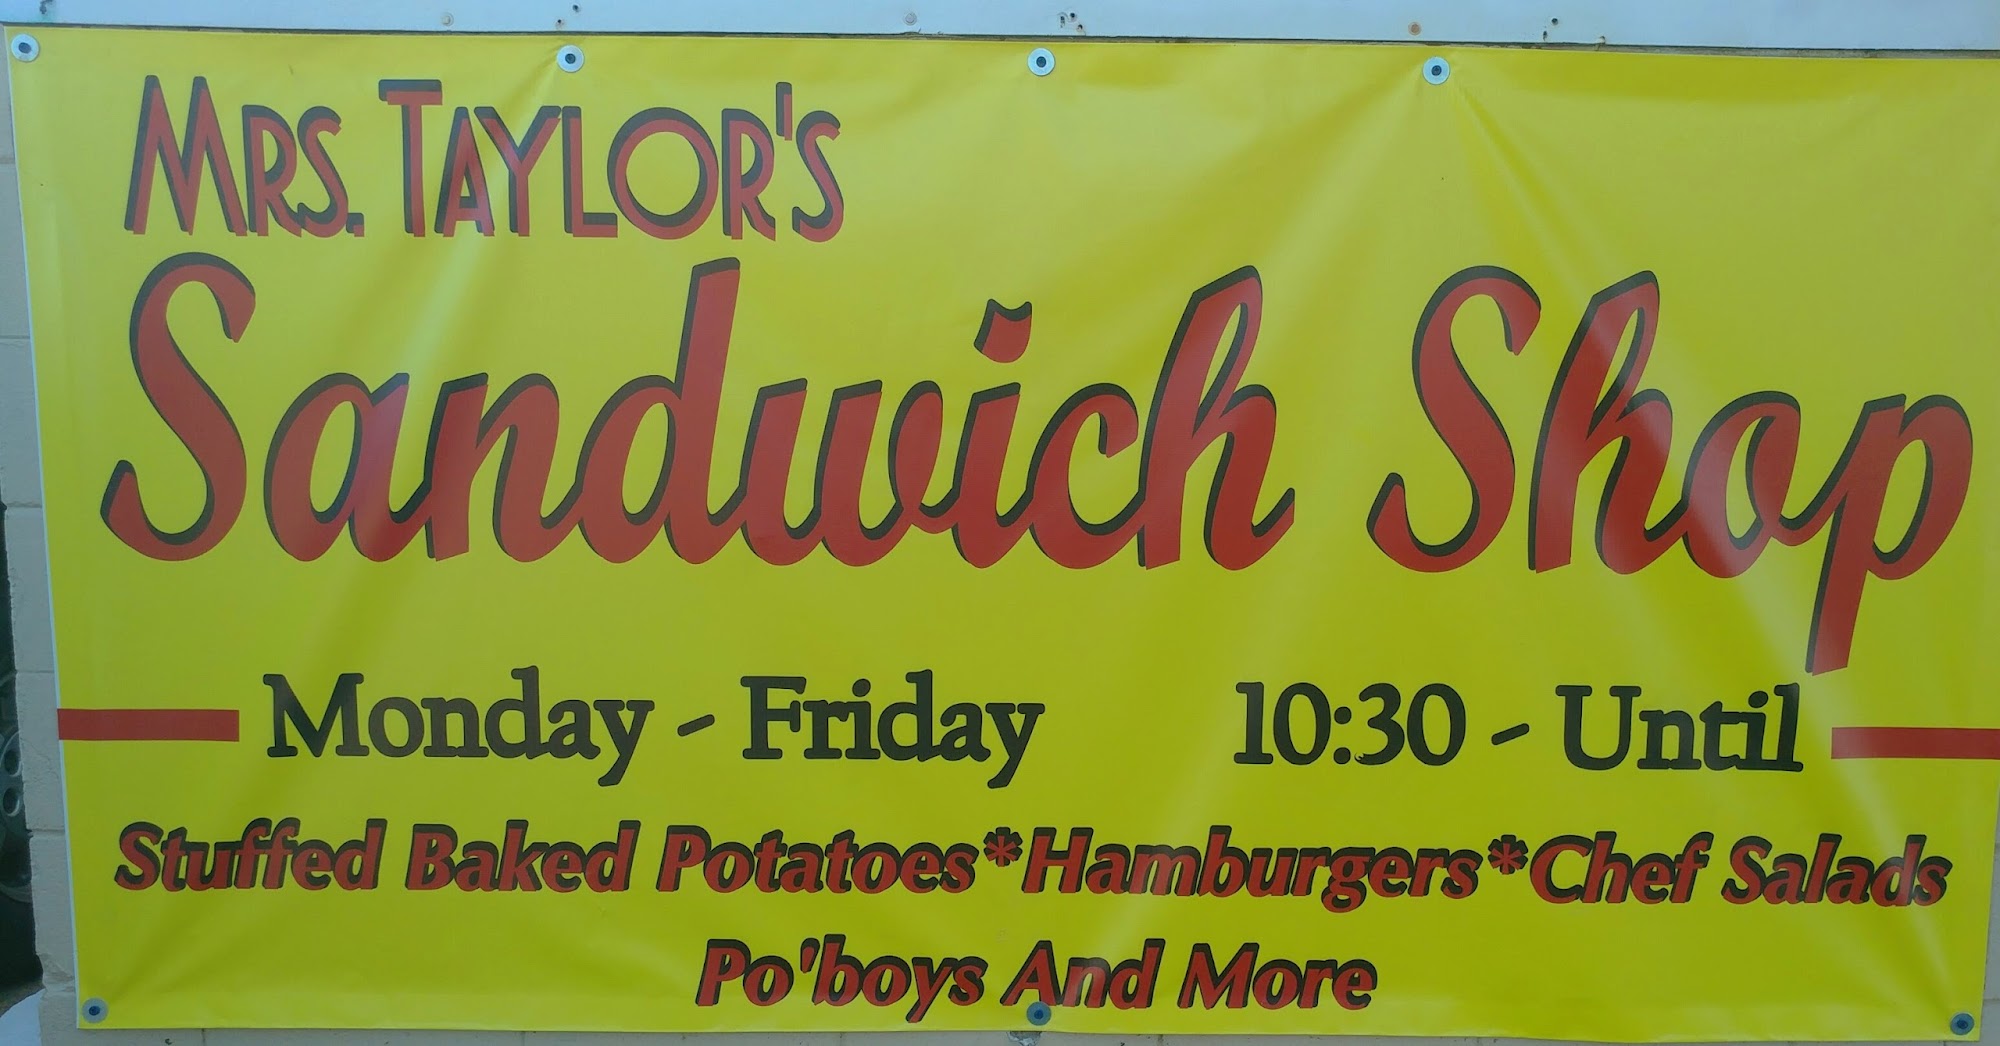 Mrs. Taylor's
Sandwich Shop
Monday - Friday 10:30 - Until
Stuffed Baked Potatoes*Hamburgers*Chef Salads
Po'boys And More